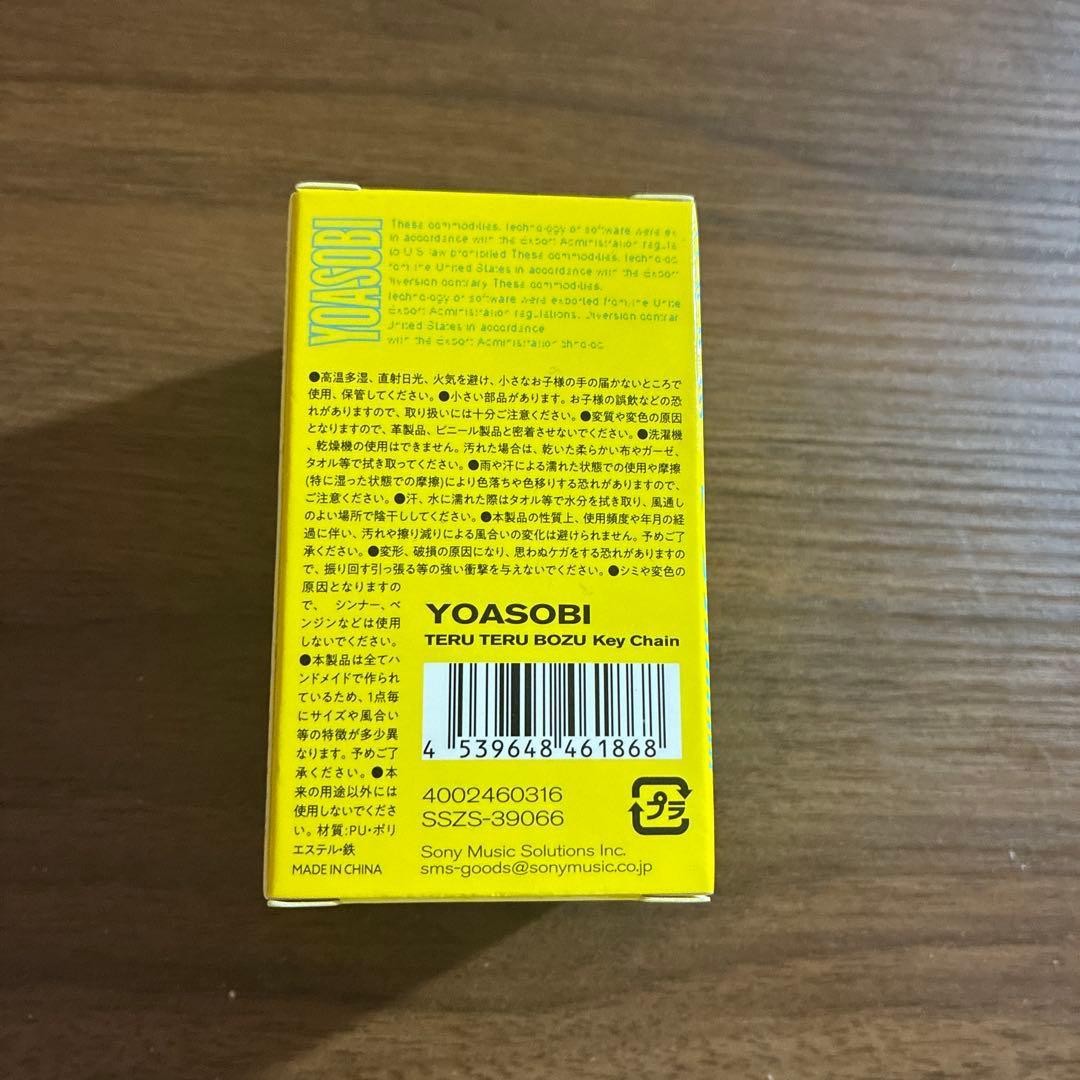 YOASOBI
These commodities, technology or software were ex
in accordance with the Export Administration regula
to U S law prohibited These commodities, technolog
from the United States in accordance with the Export
Diversion contrary These commodities,
technology or software were exported from the Unite
Export Administration regulations. Diversion contrar
United States in accordance
with the Export Administration
●高温多湿、直射日光、火気を避け、小さなお子様の手の届かないところで
使用、保管してください。●小さい部品があります。お子様の誤飲などの恐
れがありますので、取り扱いには十分ご注意ください。●変質や変色の原因
となりますので、革製品、ビニール製品と密着させないでください。●洗濯機
、乾燥機の使用はできません。汚れた場合は、乾いた柔らかい布やガーゼ、
タオル等で拭き取ってください。●雨や汗による濡れた状態での使用や摩擦
(特に湿った状態での摩擦)により色落ちや色移りする恐れがありますので、
ご注意ください。●汗、水に濡れた際はタオル等で水分を拭き取り、風通し
のよい場所で陰干ししてください。●本製品の性質上、使用頻度や年月の経
過に伴い、汚れや擦り減りによる風合いの変化は避けられません。予めご了
承ください。●変形、破損の原因になり、思わぬケガをする恐れがありますの
で、振り回す引っ張る等の強い衝撃を与えないでください。●シミや変色の
原因となりますの
で、 シンナー、ベ
ンジンなどは使用
しないでください。
●本製品は全てハ
ンドメイドで作られ
ているため、1点毎
にサイズや風合い
等の特徴が多少異
なります。予めご了
承ください。●本
来の用途以外には
使用しないでくださ
い。材質:PU・ポリ
エステル・鉄
MADE IN CHINA
YOASOBI
TERU TERU BOZU Key Chain
4 539648 461868
4002460316
SSZS-39066
プラ
Sony Music Solutions Inc.
sms-goods@sonymusic.co.jp